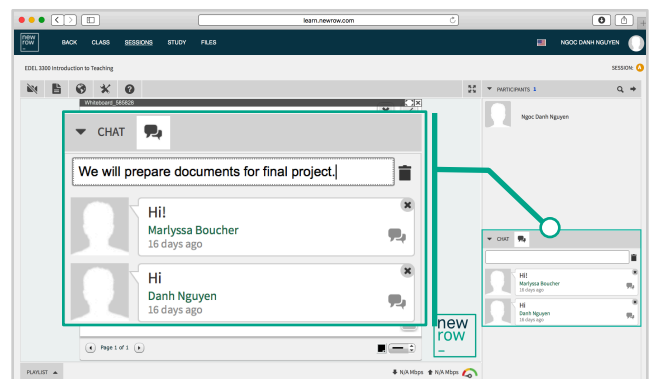 learn.newrow.com
new
row
BACK CLASS SESSIONS STUDY FILES
NGOC DANH NGUYEN
EDEL 3300 Introduction to Teaching
SESSION: A
Whiteboard_585828
PARTICIPANTS 1
Ngoc Danh Nguyen
CHAT
We will prepare documents for final project.
Hi!
Marlyssa Boucher
16 days ago
Hi
Danh Nguyen
16 days ago
CHAT
Hi!
Marlyssa Boucher
16 days ago
Hi
Danh Nguyen
16 days ago
new
row
Page 1 of 1
PLAYLIST
N/A Mbps N/A Mbps